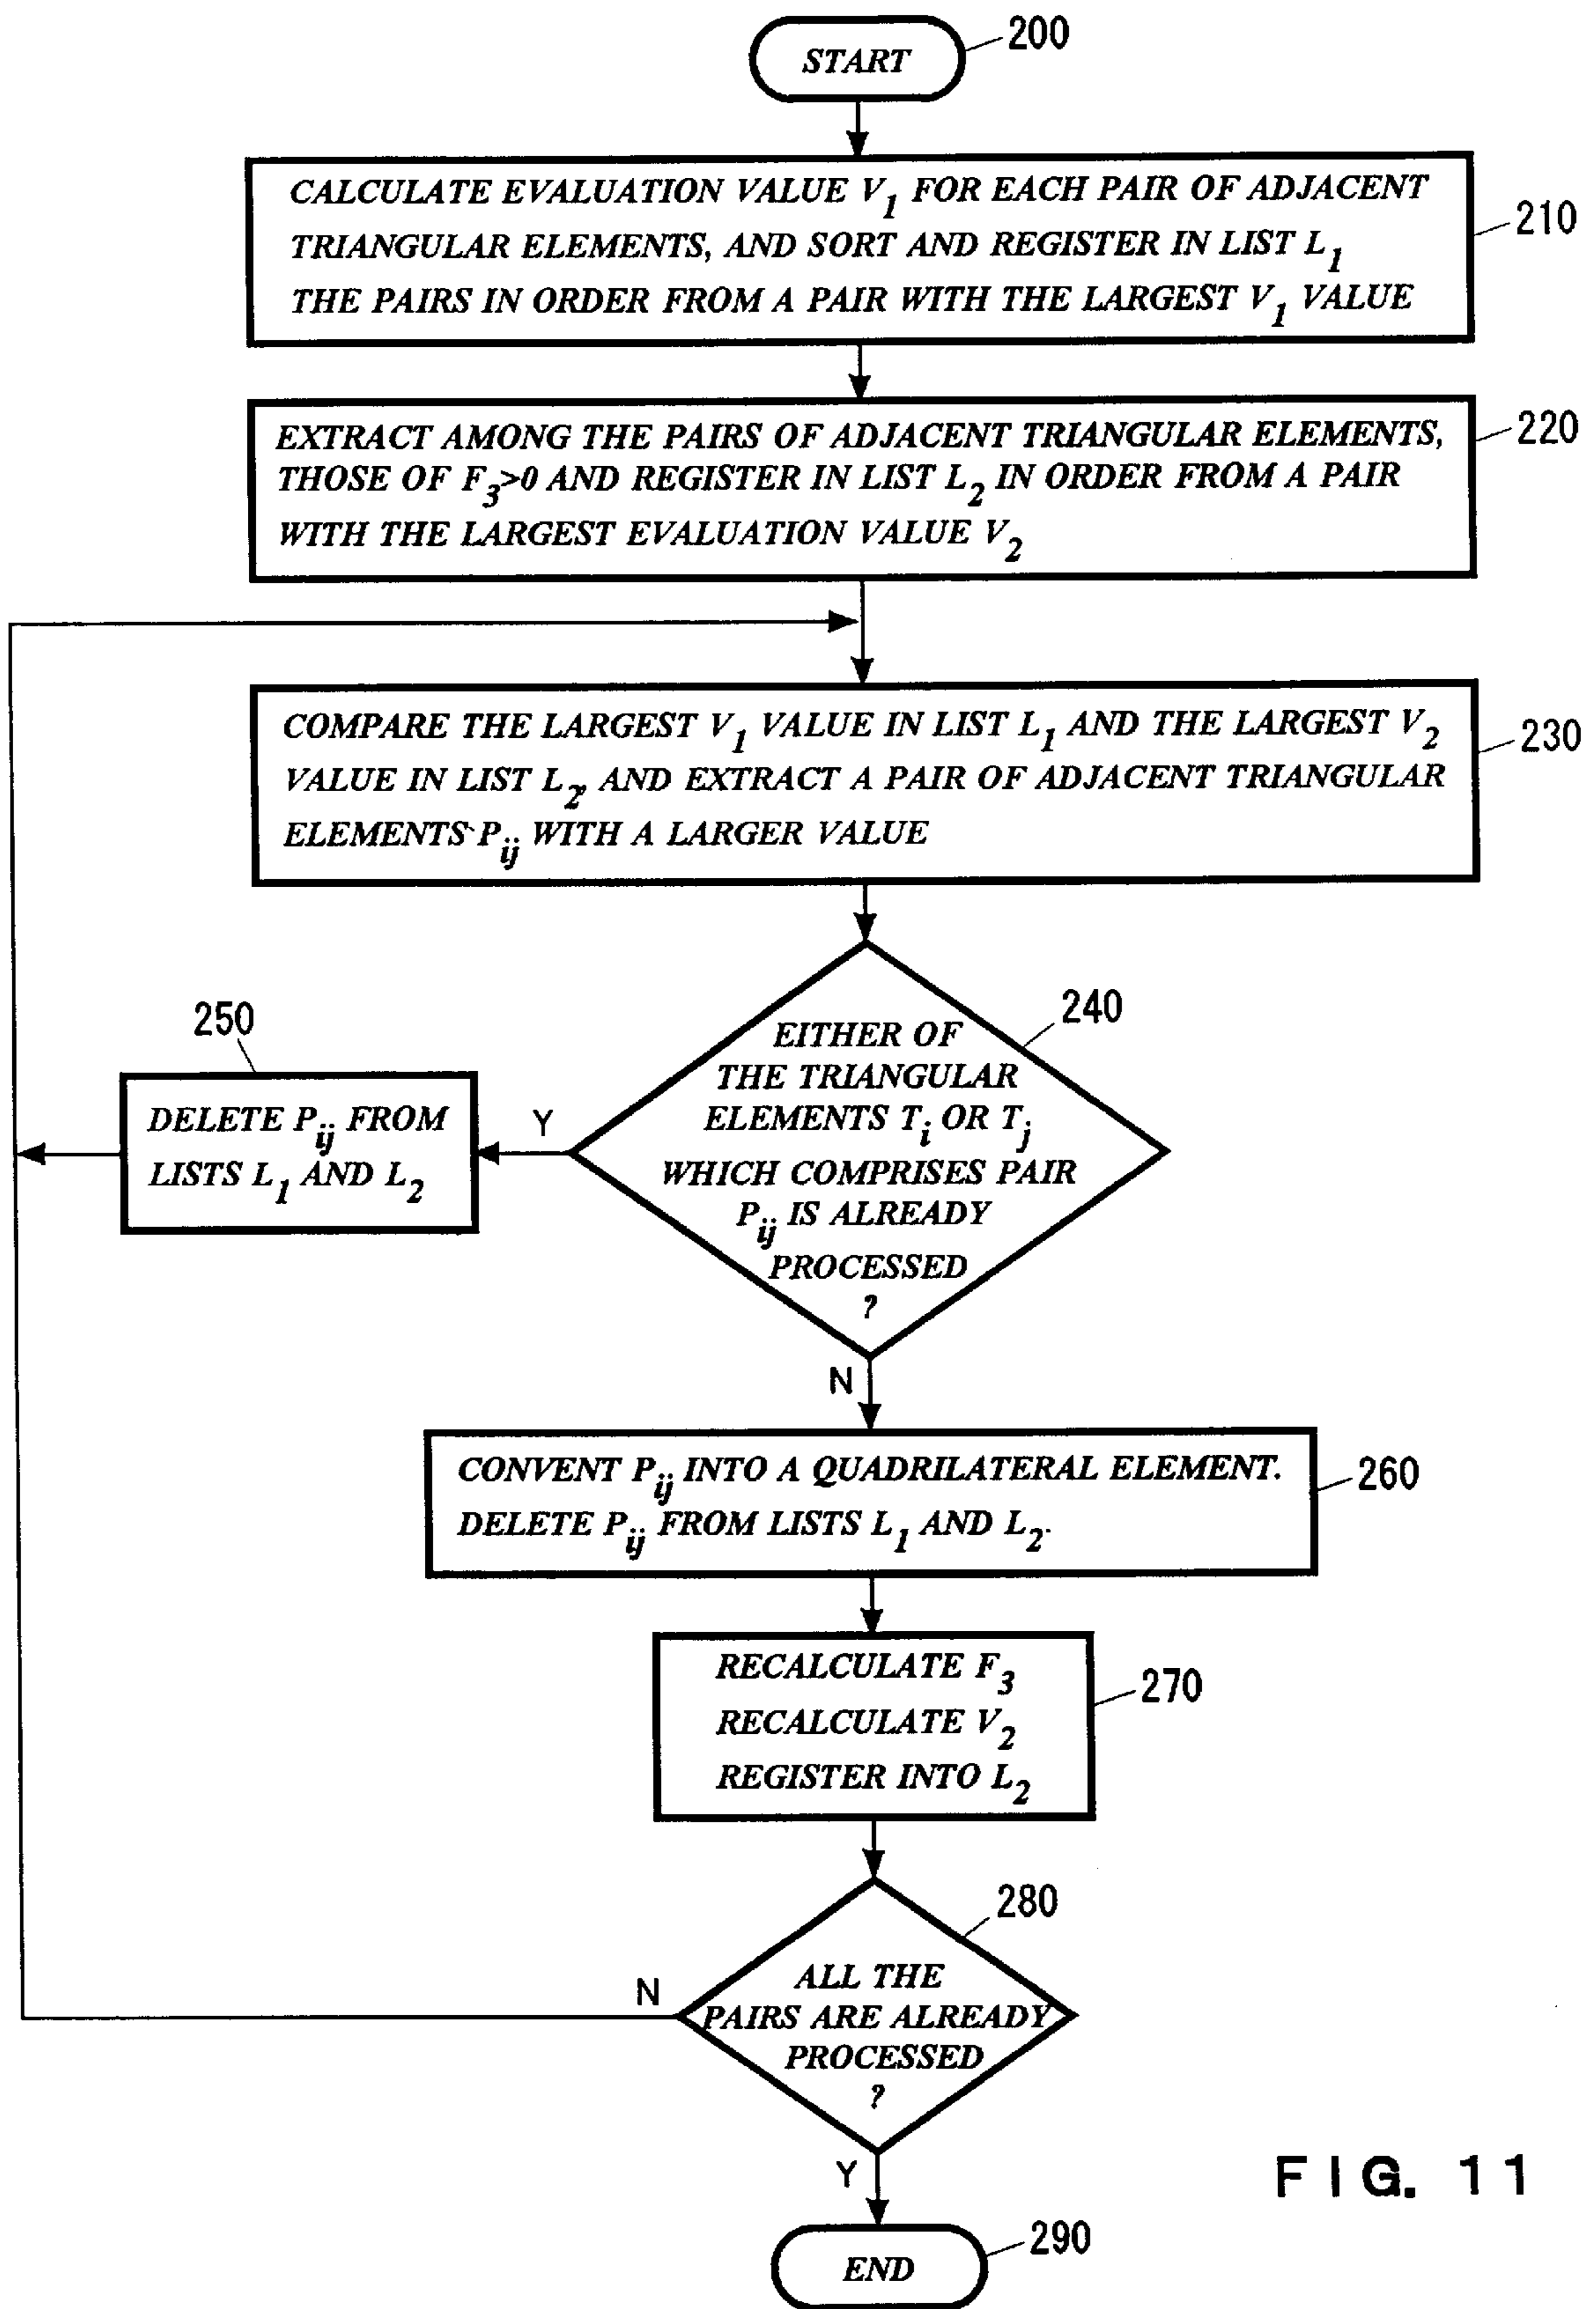 START
200
CALCULATE EVALUATION VALUE V1 FOR EACH PAIR OF ADJACENT
TRIANGULAR ELEMENTS, AND SORT AND REGISTER IN LIST L1
THE PAIRS IN ORDER FROM A PAIR WITH THE LARGEST V1 VALUE
210
EXTRACT AMONG THE PAIRS OF ADJACENT TRIANGULAR ELEMENTS,
THOSE OF F3>0 AND REGISTER IN LIST L2 IN ORDER FROM A PAIR
WITH THE LARGEST EVALUATION VALUE V2
220
COMPARE THE LARGEST V1 VALUE IN LIST L1 AND THE LARGEST V2
VALUE IN LIST L2, AND EXTRACT A PAIR OF ADJACENT TRIANGULAR
ELEMENTS Pij WITH A LARGER VALUE
230
EITHER OF
THE TRIANGULAR
ELEMENTS Ti OR Tj
WHICH COMPRISES PAIR
Pij IS ALREADY
PROCESSED
?
240
Y
250
DELETE Pij FROM
LISTS L1 AND L2
N
CONVENT Pij INTO A QUADRILATERAL ELEMENT.
DELETE Pij FROM LISTS L1 AND L2.
260
RECALCULATE F3
RECALCULATE V2
REGISTER INTO L2
270
ALL THE
PAIRS ARE ALREADY
PROCESSED
?
280
N
Y
END
290
FIG. 11